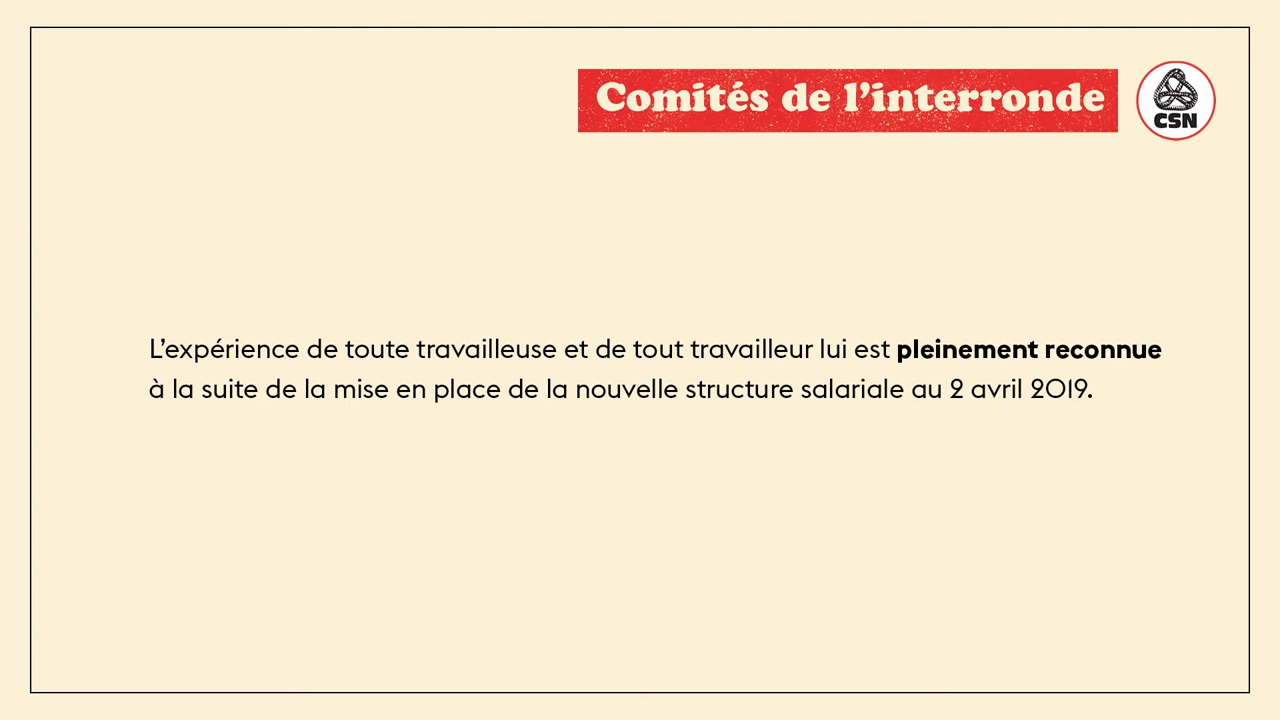 Comités de l’interronde
CSN
L’expérience de toute travailleuse et de tout travailleur lui est pleinement reconnue
à la suite de la mise en place de la nouvelle structure salariale au 2 avril 2019.